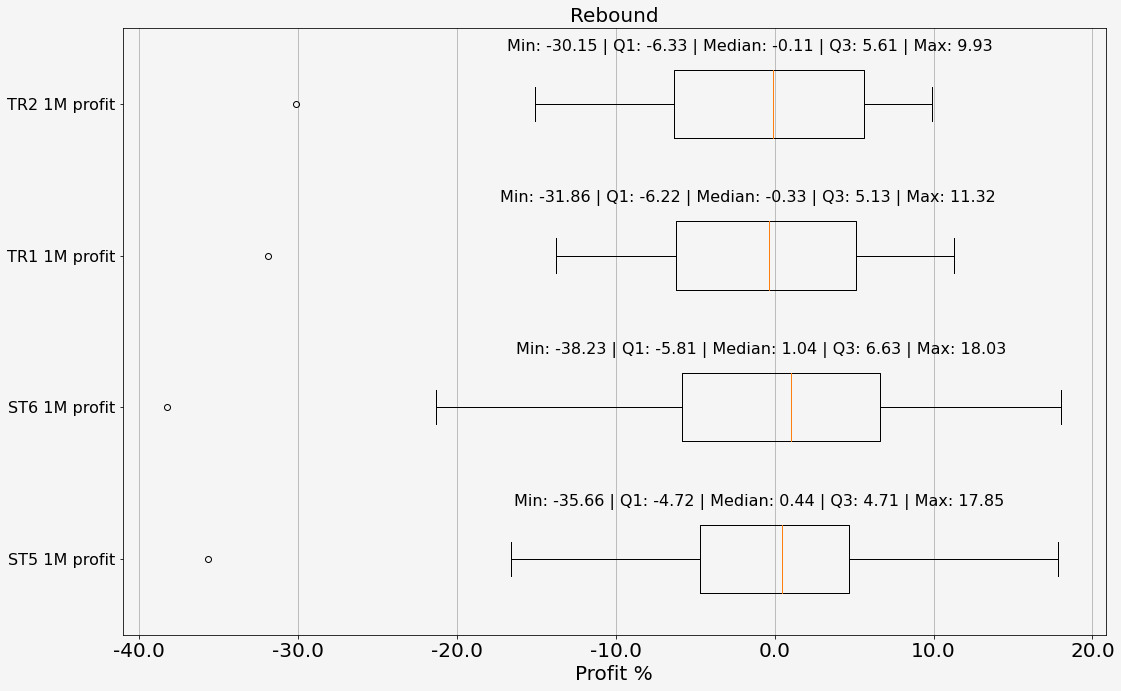 Rebound
Min: -30.15 | Q1: -6.33 | Median: -0.11 | Q3: 5.61 | Max: 9.93
TR2 1M profit
Min: -31.86 | Q1: -6.22 | Median: -0.33 | Q3: 5.13 | Max: 11.32
TR1 1M profit
Min: -38.23 | Q1: -5.81 | Median: 1.04 | Q3: 6.63 | Max: 18.03
ST6 1M profit
Min: -35.66 | Q1: -4.72 | Median: 0.44 | Q3: 4.71 | Max: 17.85
ST5 1M profit
-40.0 -30.0 -20.0 -10.0 0.0 10.0 20.0
Profit %